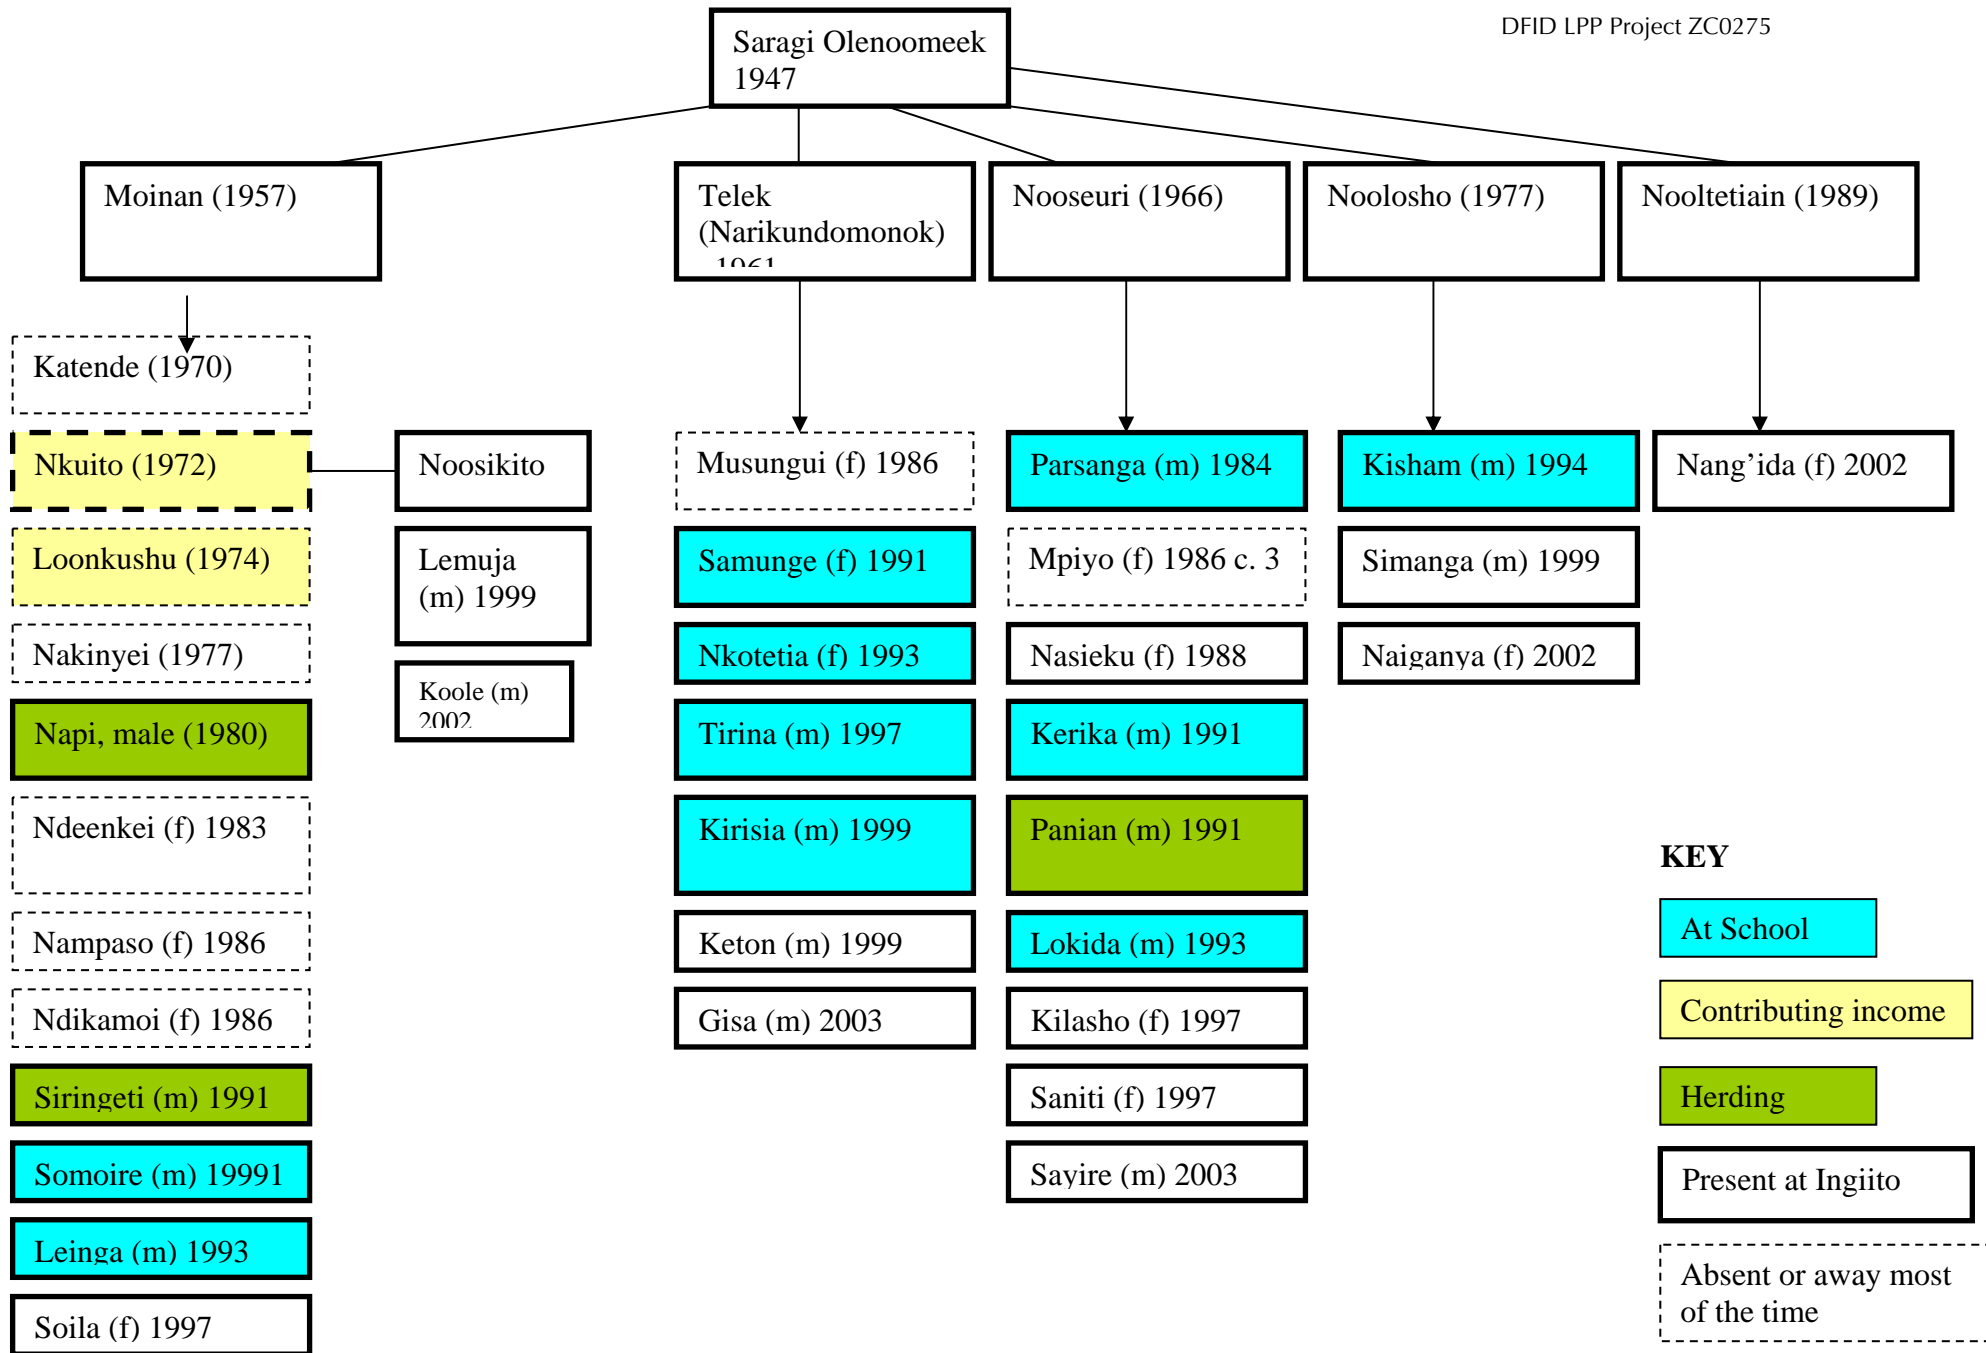 DFID LPP Project ZC0275
Saragi Olenoomeek
1947
Moinan (1957)
Telek
(Narikundomonok)
1961
Nooseuri (1966)
Noolosho (1977)
Nooltetiain (1989)
Katende (1970)
Nkuito (1972)
Loonkushu (1974)
Nakinyei (1977)
Napi, male (1980)
Ndeenkei (f) 1983
Nampaso (f) 1986
Ndikamoi (f) 1986
Siringeti (m) 1991
Somoire (m) 19991
Leinga (m) 1993
Soila (f) 1997
Noosikito
Lemuja
(m) 1999
Koole (m)
2002
Musungui (f) 1986
Samunge (f) 1991
Nkotetia (f) 1993
Tirina (m) 1997
Kirisia (m) 1999
Keton (m) 1999
Gisa (m) 2003
Parsanga (m) 1984
Mpiyo (f) 1986 c. 3
Nasieku (f) 1988
Kerika (m) 1991
Panian (m) 1991
Lokida (m) 1993
Kilasho (f) 1997
Saniti (f) 1997
Sayire (m) 2003
Kisham (m) 1994
Simanga (m) 1999
Naiganya (f) 2002
Nang’ida (f) 2002
KEY
At School
Contributing income
Herding
Present at Ingiito
Absent or away most
of the time